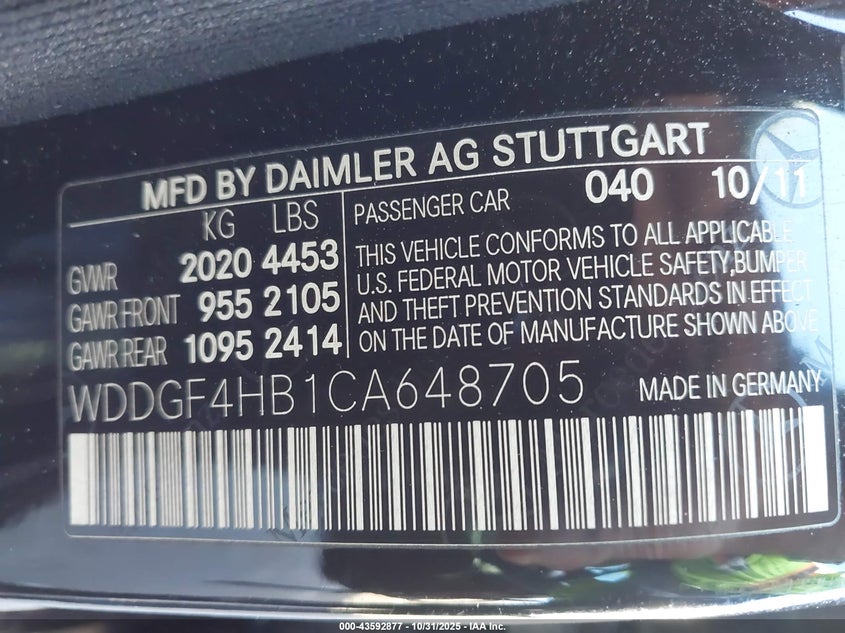 MFD BY DAIMLER AG STUTTGART
KG LBS
GVWR 2020 4453
GAWR FRONT 955 2105
GAWR REAR 1095 2414
PASSENGER CAR 040 10/11
THIS VEHICLE CONFORMS TO ALL APPLICABLE
U.S. FEDERAL MOTOR VEHICLE SAFETY,BUMPER
AND THEFT PREVENTION STANDARDS IN EFFECT
ON THE DATE OF MANUFACTURE SHOWN ABOVE
WDDGF4HB1CA648705 MADE IN GERMANY
000-43592877 - 10/31/2025 - IAA Inc.